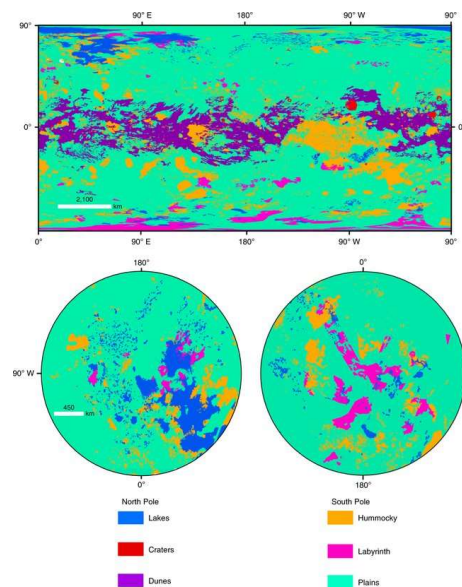 90°
0°
90°
2,100
km
0° 90° E 180° 90° W 90°
90°
0°
90°
180° 0°
90° W 90° W
450
km
0° 180°
North Pole South Pole
Lakes Hummocky
Craters Labyrinth
Dunes Plains